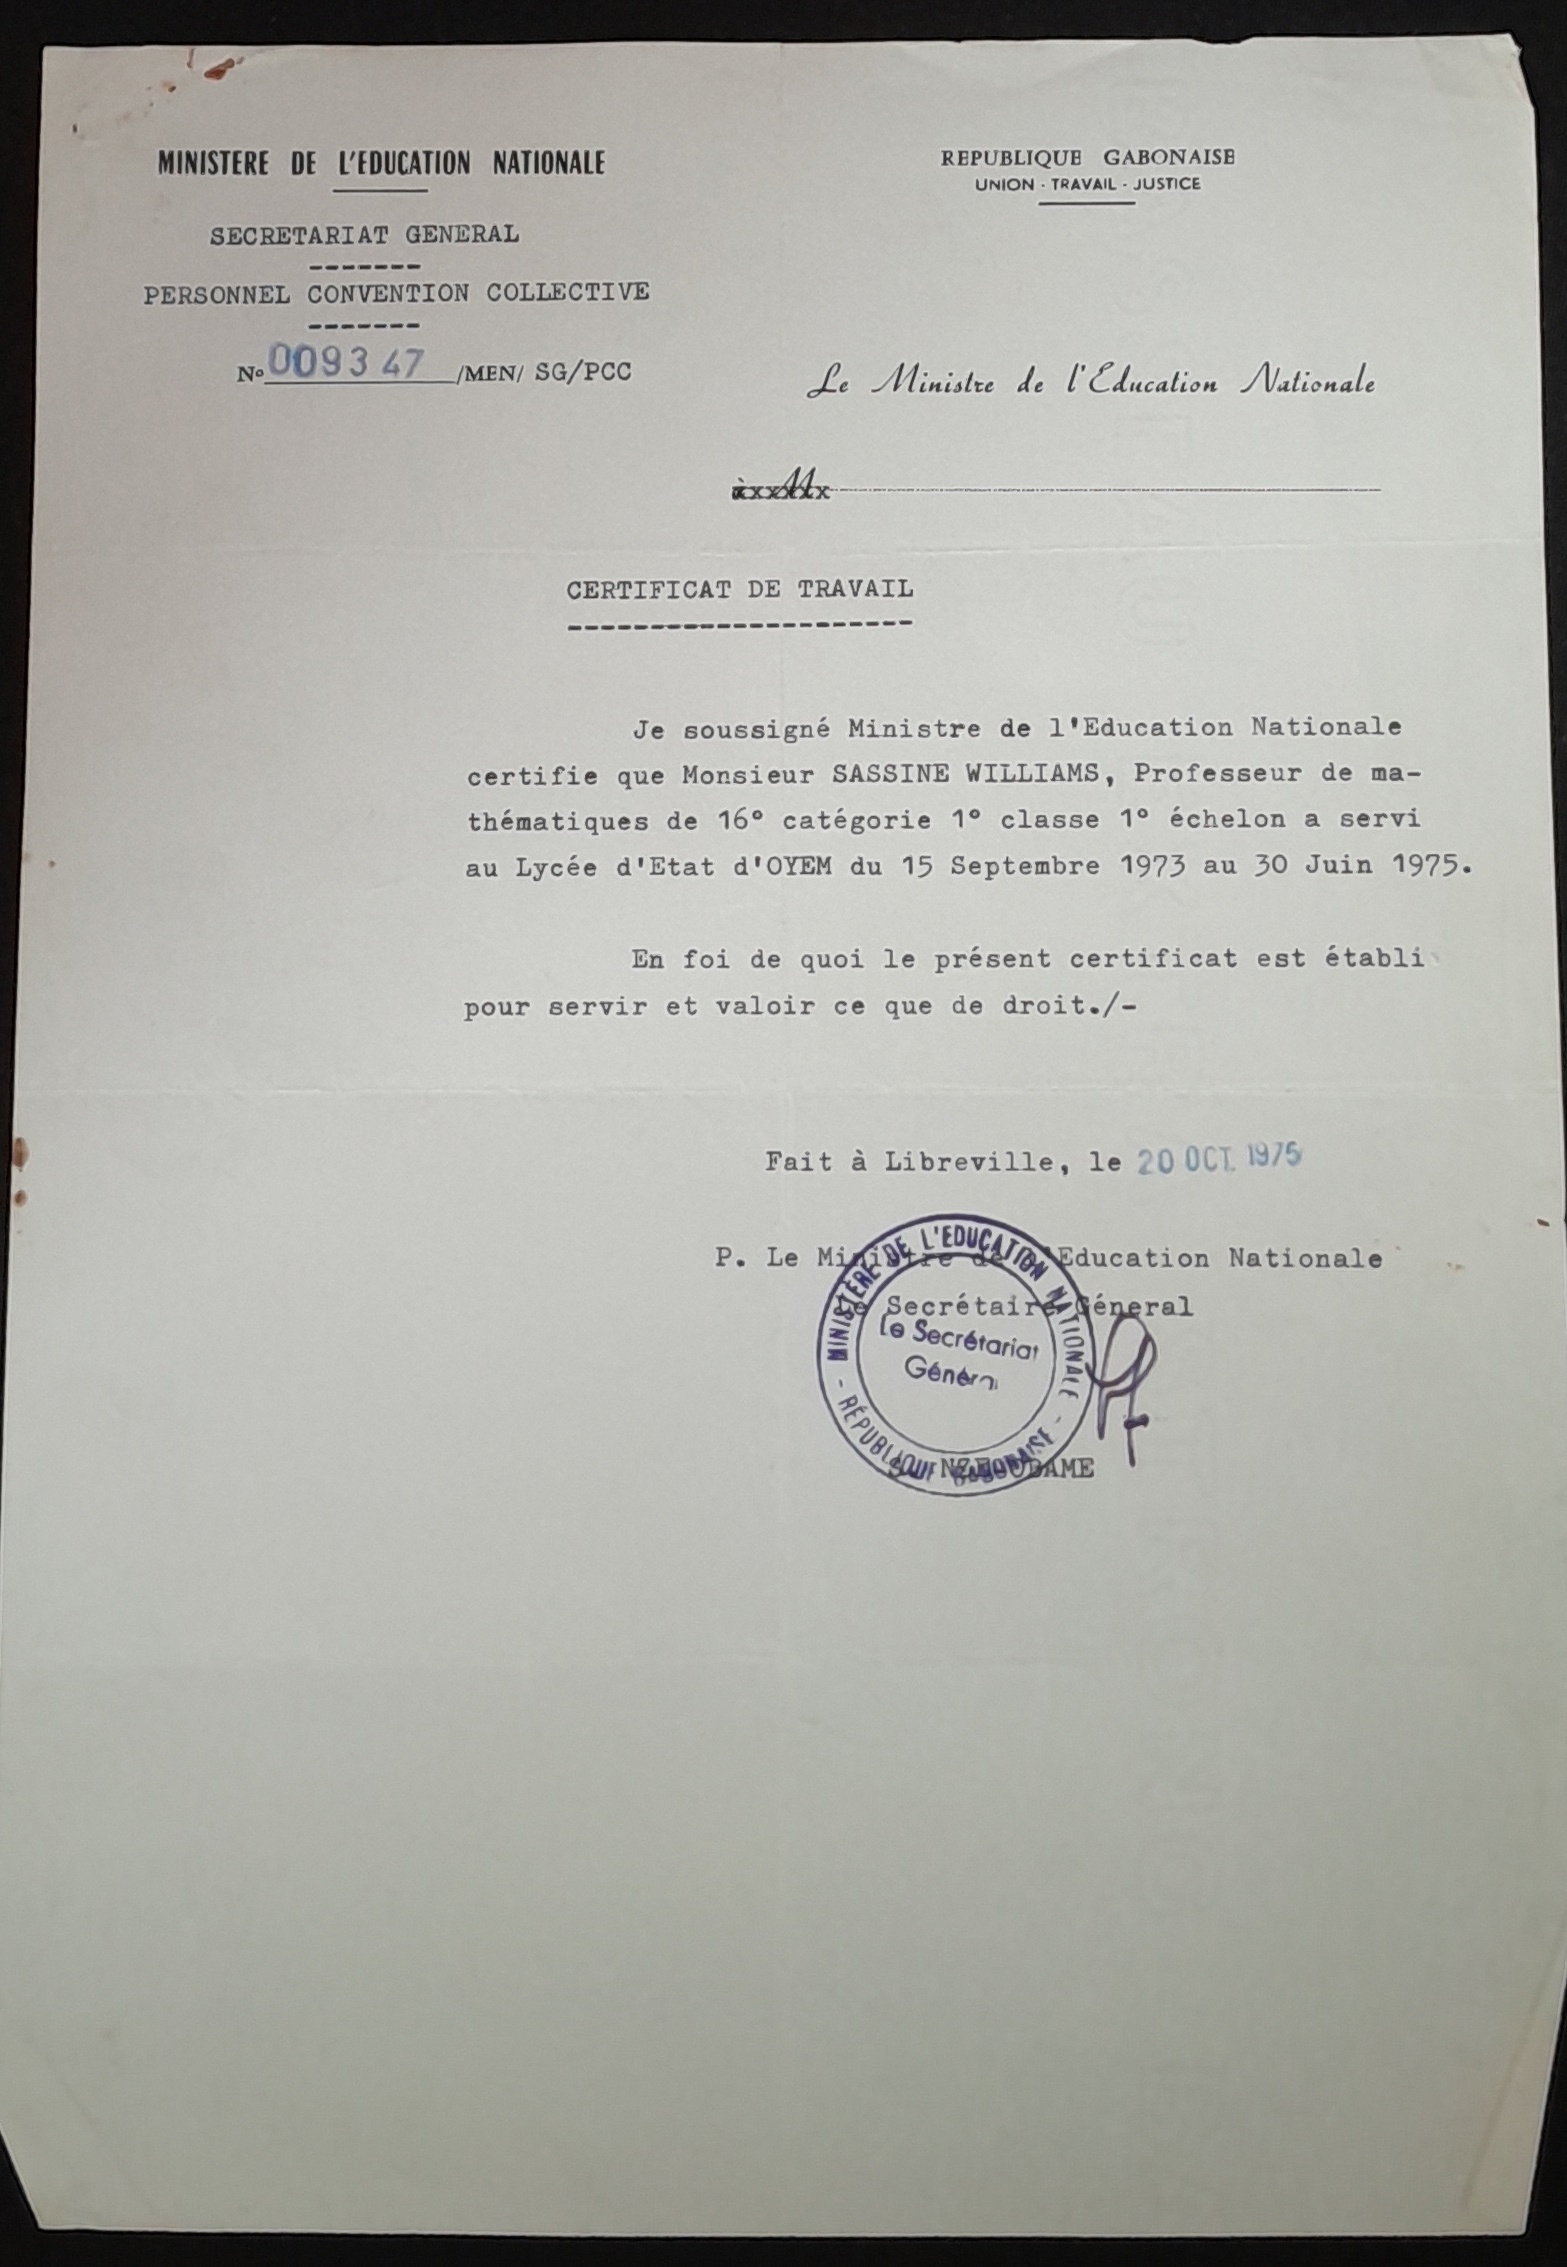 MINISTERE DE L'EDUCATION NATIONALE
REPUBLIQUE GABONAISE
UNION - TRAVAIL - JUSTICE
SECRETARIAT GENERAL
-------
PERSONNEL CONVENTION COLLECTIVE
-------
N° 009347 /MEN/ SG/PCC
Le Ministre de l'Education Nationale
CERTIFICAT DE TRAVAIL
---------------------
Je soussigné Ministre de l'Education Nationale
certifie que Monsieur SASSINE WILLIAMS, Professeur de ma-
thématiques de 16° catégorie 1° classe 1° échelon a servi
au Lycée d'Etat d'OYEM du 15 Septembre 1973 au 30 Juin 1975.
En foi de quoi le présent certificat est établi
pour servir et valoir ce que de droit./-
Fait à Libreville, le 20 OCT. 1975
P. Le Ministre de l'Education Nationale
Le Secrétaire Géneral
MINISTÈRE DE L'EDUCATION NATIONALE
- RÉPUBLIQUE GABONAISE -
Le Secrétariat
Général